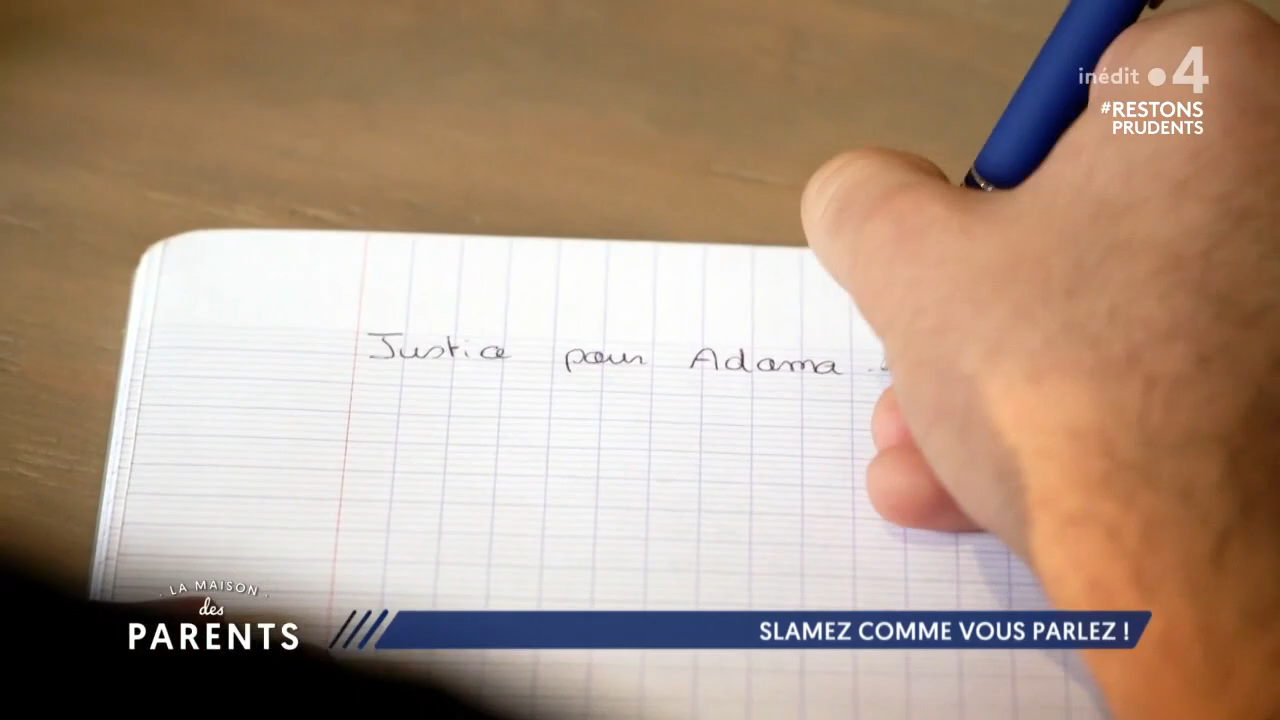 inédit 4
#RESTONS
PRUDENTS
Justice pour Adama
LA MAISON
des
PARENTS
SLAMEZ COMME VOUS PARLEZ !